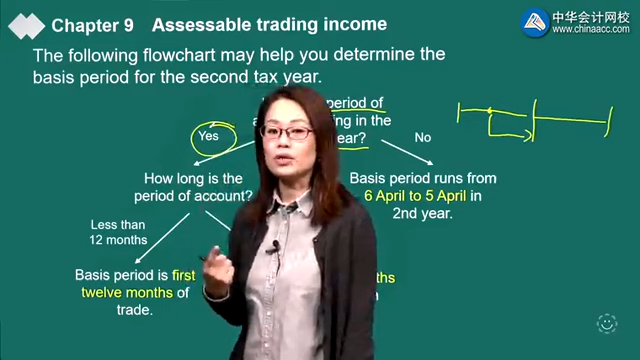 Chapter 9 Assessable trading income
中华会计网校
www.chinaacc.com
The following flowchart may help you determine the
basis period for the second tax year.
period of
in the
year?
Yes
No
How long is the
period of account?
Basis period runs from
6 April to 5 April in
2nd year.
Less than
12 months
Basis period is first
twelve months of
trade.